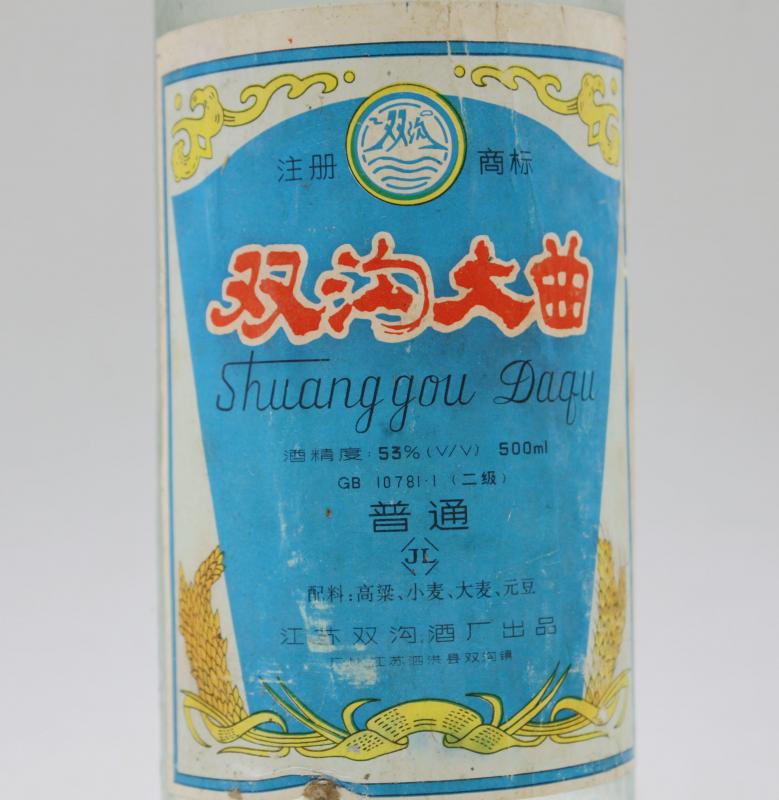 双沟
注册 商标
双沟大曲
Shuanggou Daqu
酒精度:53%(V/V) 500ml
GB 10781·1(二级)
普通
JL
配料:高粱、小麦、大麦、元豆
江苏双沟酒厂出品
江苏泗洪县双沟镇